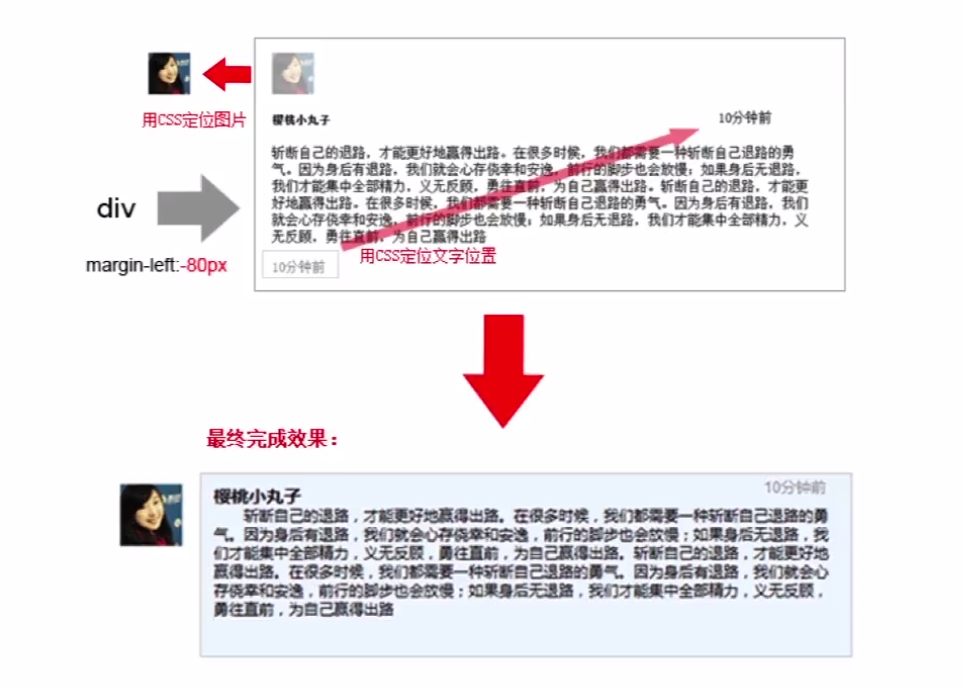 用CSS定位图片
樱桃小丸子
10分钟前
斩断自己的退路，才能更好地赢得出路。在很多时候，我们都需要一种斩断自己退路的勇
气。因为身后有退路，我们就会心存侥幸和安逸，前行的脚步也会放慢；如果身后无退路，
我们才能集中全部精力，义无反顾，勇往直前，为自己赢得出路。斩断自己的退路，才能更
好地赢得出路。在很多时候，我们都需要一种斩断自己退路的勇气。因为身后有退路，我们
就会心存侥幸和安逸，前行的脚步也会放慢；如果身后无退路，我们才能集中全部精力，义
无反顾，勇往直前，为自己赢得出路
div
margin-left:-80px
用CSS定位文字位置
10分钟前
最终完成效果：
樱桃小丸子
10分钟前
斩断自己的退路，才能更好地赢得出路。在很多时候，我们都需要一种斩断自己退路的勇
气。因为身后有退路，我们就会心存侥幸和安逸，前行的脚步也会放慢；如果身后无退路，我
们才能集中全部精力，义无反顾，勇往直前，为自己赢得出路。斩断自己的退路，才能更好地
赢得出路。在很多时候，我们都需要一种斩断自己退路的勇气。因为身后有退路，我们就会心
存侥幸和安逸，前行的脚步也会放慢；如果身后无退路，我们才能集中全部精力，义无反顾，
勇往直前，为自己赢得出路